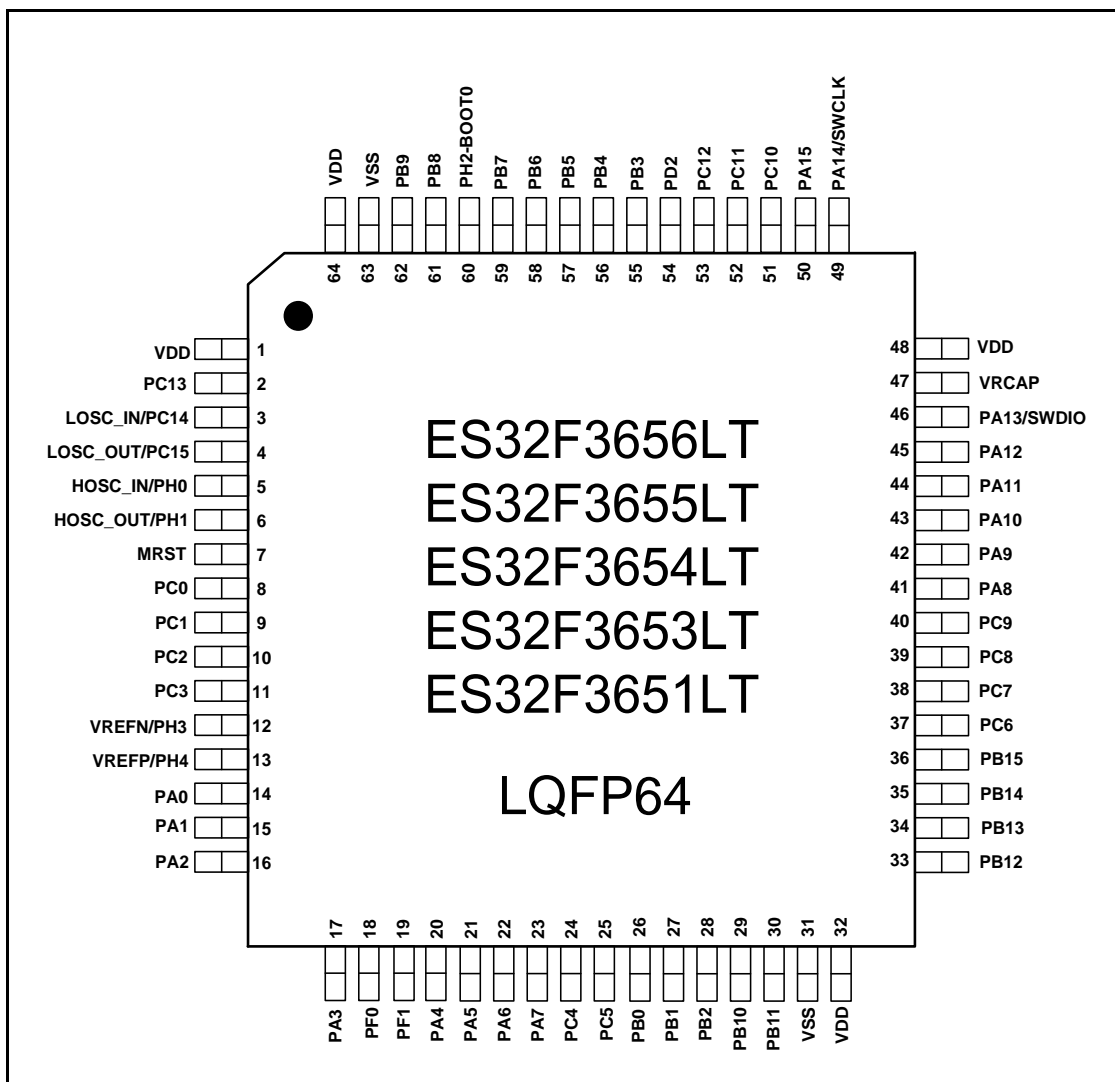 VDD
VSS
PB9
PB8
PH2-BOOT0
PB7
PB6
PB5
PB4
PB3
PD2
PC12
PC11
PC10
PA15
PA14/SWCLK
64
63
62
61
60
59
58
57
56
55
54
53
52
51
50
49
VDD 1
PC13 2
LOSC_IN/PC14 3
LOSC_OUT/PC15 4
HOSC_IN/PH0 5
HOSC_OUT/PH1 6
MRST 7
PC0 8
PC1 9
PC2 10
PC3 11
VREFN/PH3 12
VREFP/PH4 13
PA0 14
PA1 15
PA2 16
ES32F3656LT
ES32F3655LT
ES32F3654LT
ES32F3653LT
ES32F3651LT
LQFP64
48 VDD
47 VRCAP
46 PA13/SWDIO
45 PA12
44 PA11
43 PA10
42 PA9
41 PA8
40 PC9
39 PC8
38 PC7
37 PC6
36 PB15
35 PB14
34 PB13
33 PB12
17
18
19
20
21
22
23
24
25
26
27
28
29
30
31
32
PA3
PF0
PF1
PA4
PA5
PA6
PA7
PC4
PC5
PB0
PB1
PB2
PB10
PB11
VSS
VDD